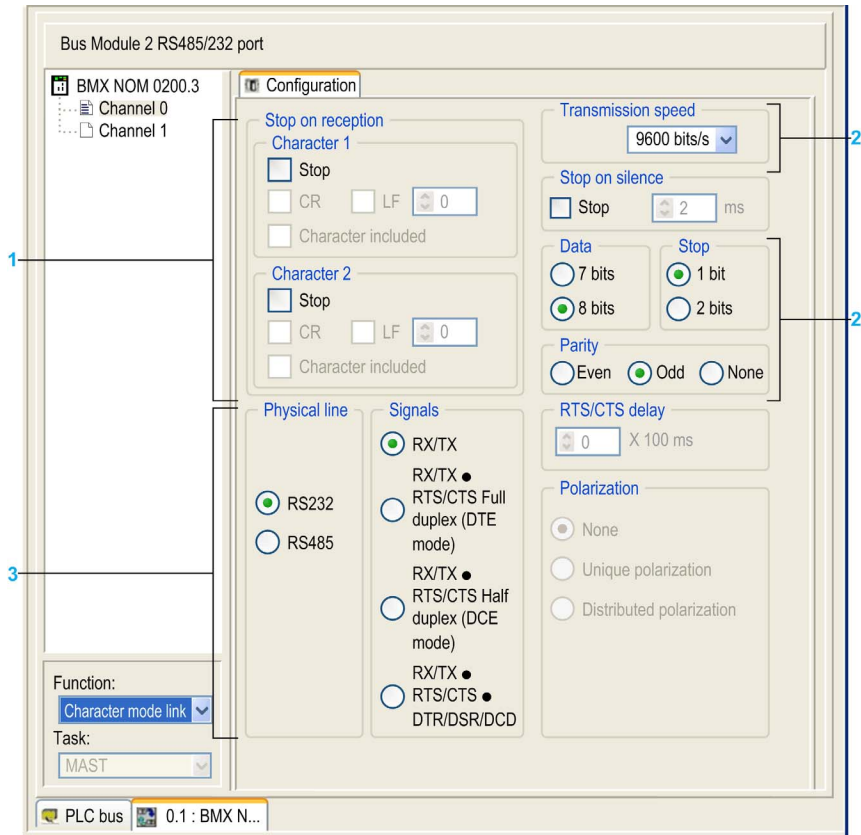 Bus Module 2 RS485/232 port
BMX NOM 0200.3
Channel 0
Channel 1
Configuration
Stop on reception
Character 1
Stop
CR LF 0
Character included
Character 2
Stop
CR LF 0
Character included
Transmission speed
9600 bits/s
Stop on silence
Stop 2 ms
Data
7 bits
8 bits
Stop
1 bit
2 bits
Parity
Even Odd None
1
2
2
Physical line
RS232
RS485
Signals
RX/TX
RX/TX ●
RTS/CTS Full
duplex (DTE
mode)
RX/TX ●
RTS/CTS Half
duplex (DCE
mode)
RX/TX ●
RTS/CTS ●
DTR/DSR/DCD
RTS/CTS delay
0 X 100 ms
Polarization
None
Unique polarization
Distributed polarization
3
Function:
Character mode link
Task:
MAST
PLC bus
0.1 : BMX N...